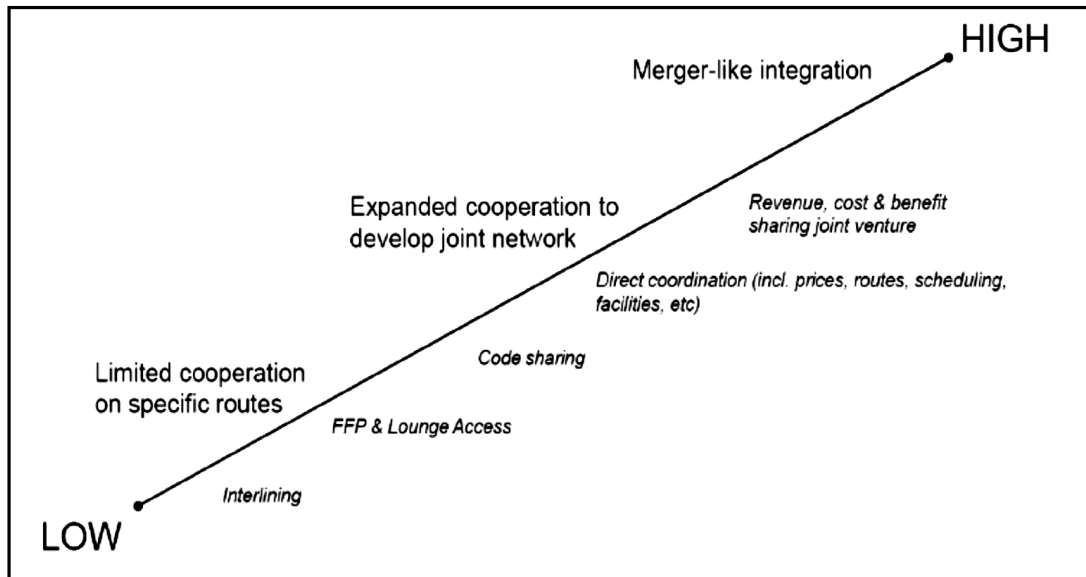 HIGH
Merger-like integration
Revenue, cost & benefit
sharing joint venture
Expanded cooperation to
develop joint network
Direct coordination (incl. prices, routes, scheduling,
facilities, etc)
Code sharing
Limited cooperation
on specific routes
FFP & Lounge Access
Interlining
LOW